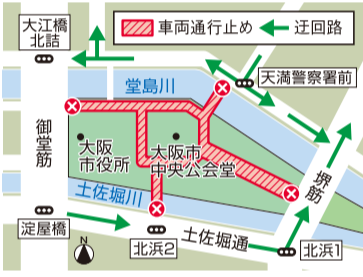 大江橋
北詰
車両通行止め
迂回路
堂島川
天満警察署前
御堂筋
大阪
市役所
大阪市
中央公会堂
堺筋
土佐堀川
淀屋橋
N
北浜2
土佐堀通
北浜1